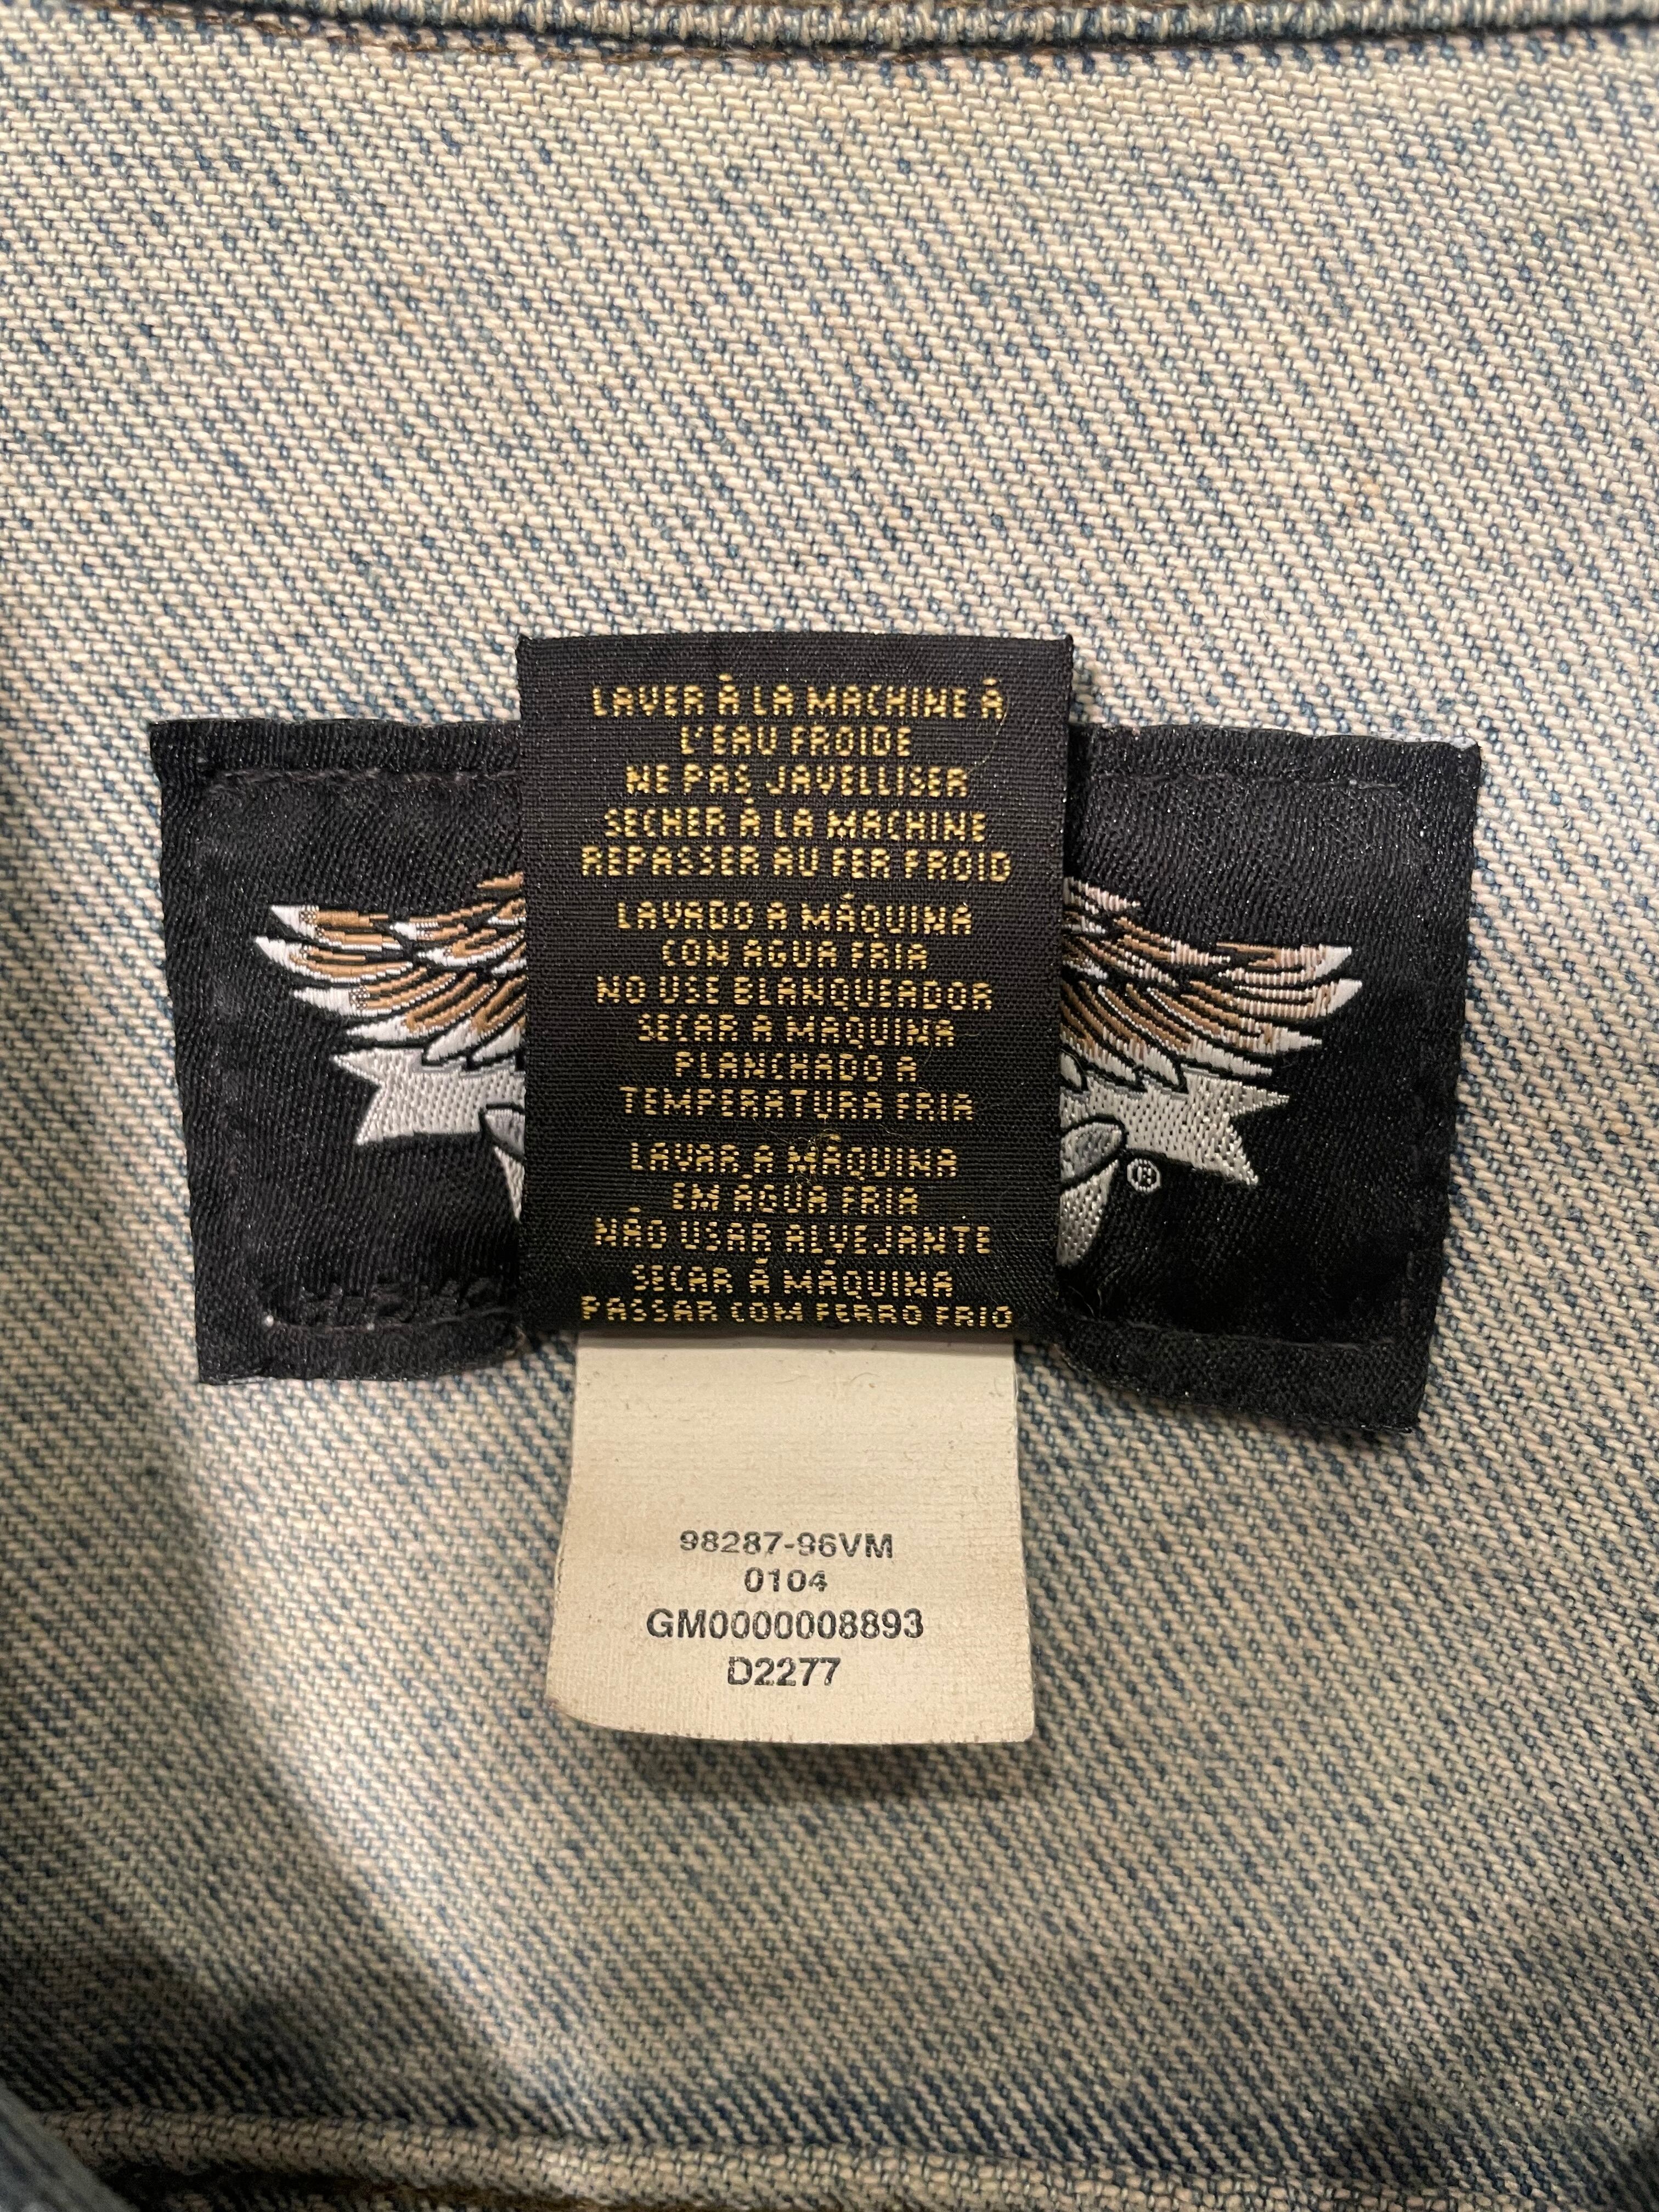 LAVER À LA MACHINE À
L'EAU FROIDE
NE PAS JAVELLISER
SECHER À LA MACHINE
REPASSER AU FER FROID
LAVADO A MÁQUINA
CON AGUA FRIA
NO USE BLANQUEADOR
SECAR A MAQUINA
PLANCHADO A
TEMPERATURA FRIA
LAVAR A MÁQUINA
EM ÁGUA FRIA
NÃO USAR ALVEJANTE
SECAR Á MÁQUINA
PASSAR COM FERRO FRIO
®
98287-96VM
0104
GM0000008893
D2277